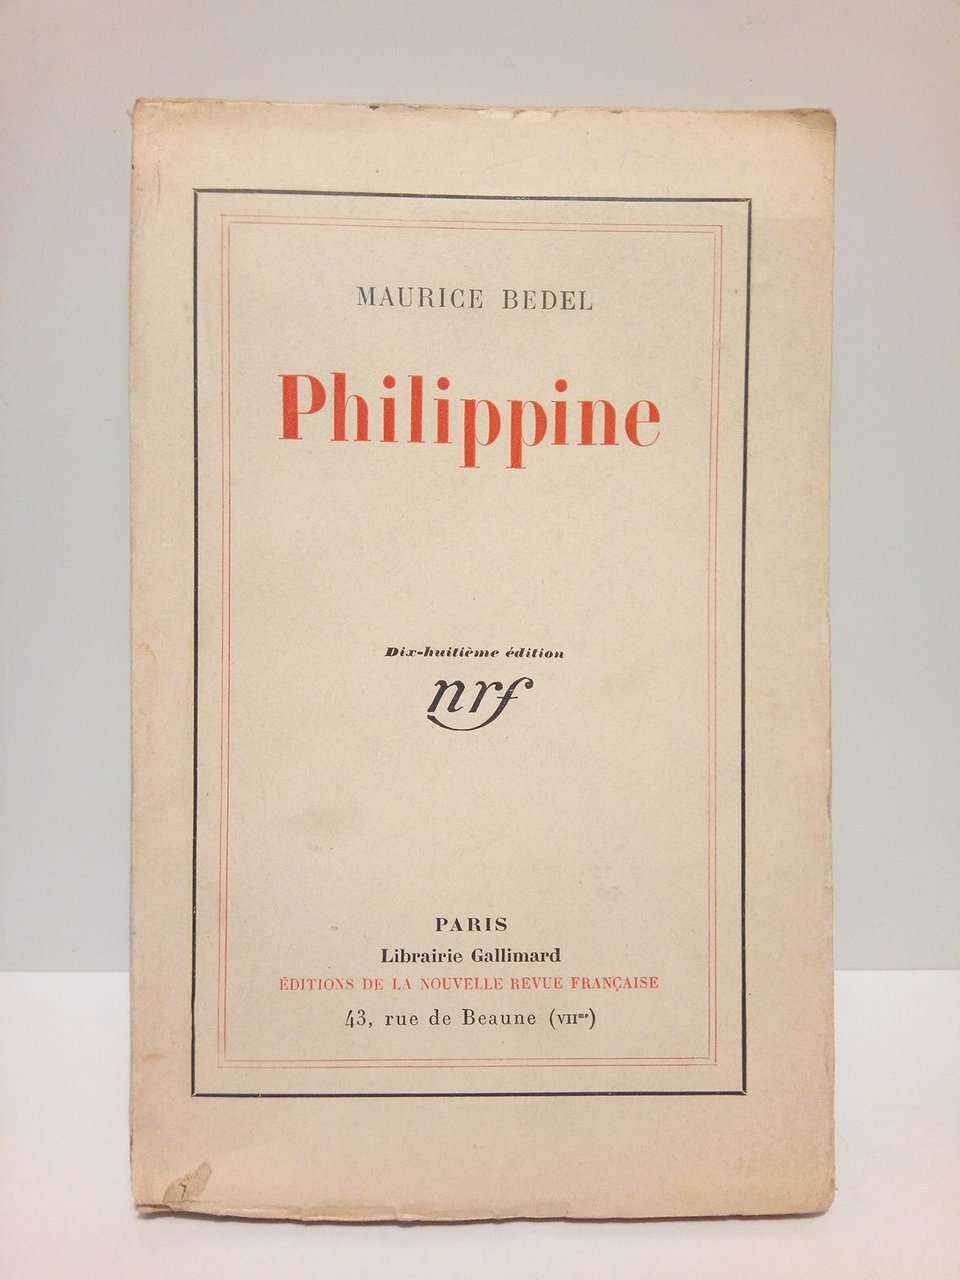 MAURICE BEDEL
Philippine
Dix-huitième édition
nrf
PARIS
Librairie Gallimard
ÉDITIONS DE LA NOUVELLE REVUE FRANÇAISE
43, rue de Beaune (VIIme)